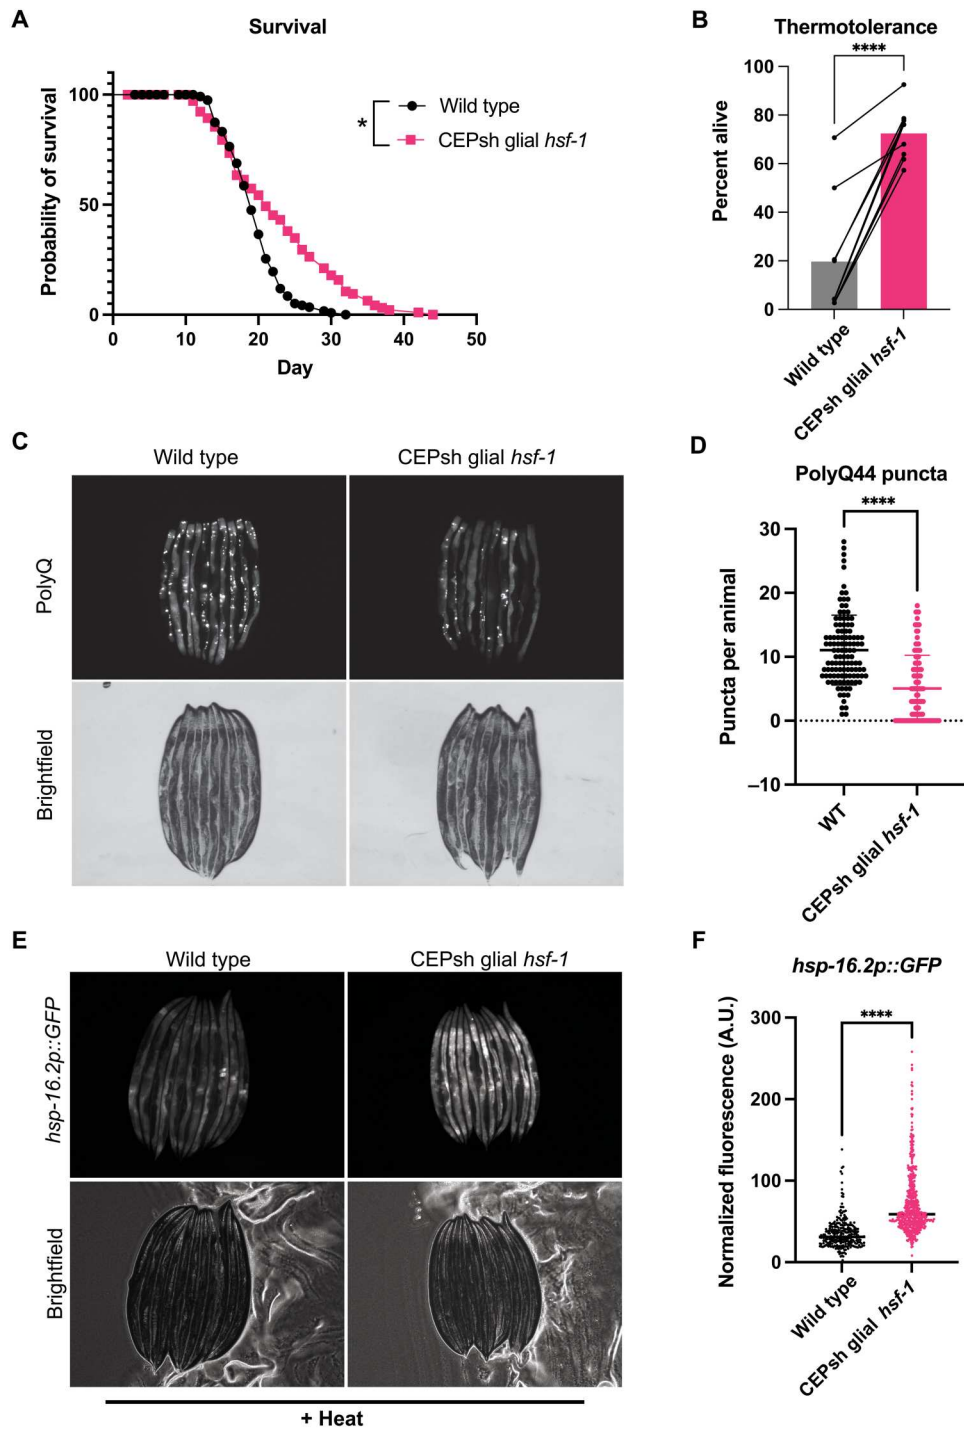 A
Survival
Probability of survival
100
50
0
0 10 20 30 40 50
Day
*
Wild type
CEPsh glial hsf-1
B
Thermotolerance
****
Percent alive
100
80
60
40
20
0
Wild type
CEPsh glial hsf-1
C
Wild type
CEPsh glial hsf-1
PolyQ
Brightfield
D
PolyQ44 puncta
****
Puncta per animal
30
20
10
0
–10
WT
CEPsh glial hsf-1
E
Wild type
CEPsh glial hsf-1
hsp-16.2p::GFP
Brightfield
+ Heat
F
hsp-16.2p::GFP
****
Normalized fluorescence (A.U.)
300
200
100
0
Wild type
CEPsh glial hsf-1